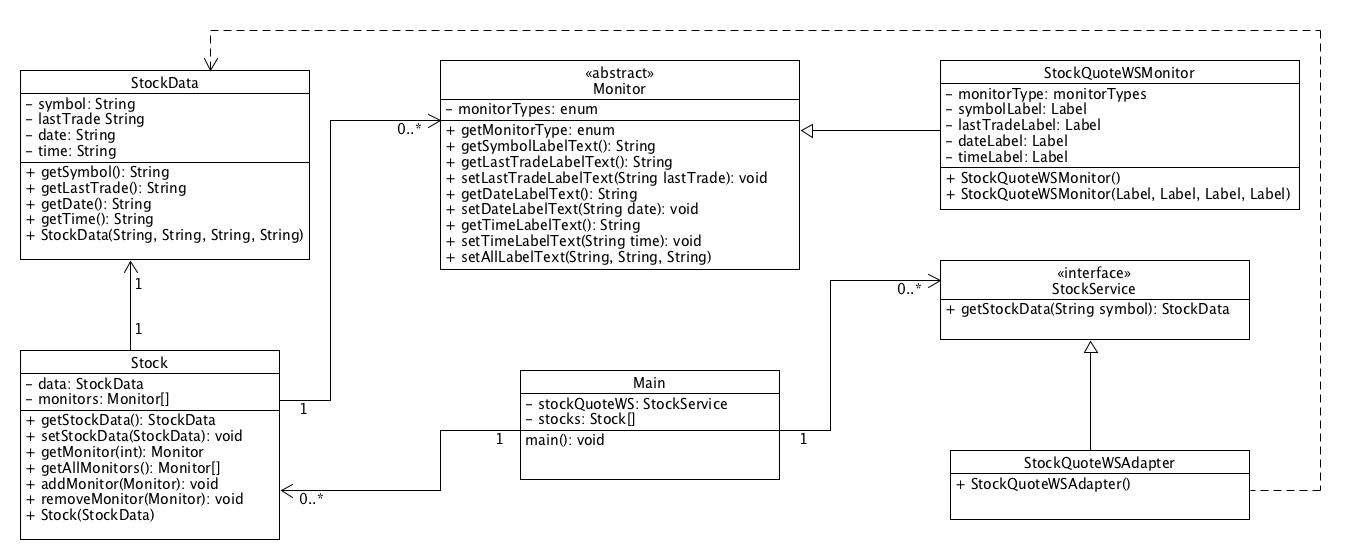 StockData
- symbol: String
- lastTrade String
- date: String
- time: String
+ getSymbol(): String
+ getLastTrade(): String
+ getDate(): String
+ getTime(): String
+ StockData(String, String, String, String)
1
1
Stock
- data: StockData
- monitors: Monitor[]
+ getStockData(): StockData
+ setStockData(StockData): void
+ getMonitor(int): Monitor
+ getAllMonitors(): Monitor[]
+ addMonitor(Monitor): void
+ removeMonitor(Monitor): void
+ Stock(StockData)
1
0..*
«abstract»
Monitor
- monitorTypes: enum
+ getMonitorType: enum
+ getSymbolLabelText(): String
+ getLastTradeLabelText(): String
+ setLastTradeLabelText(String lastTrade): void
+ getDateLabelText(): String
+ setDateLabelText(String date): void
+ getTimeLabelText(): String
+ setTimeLabelText(String time): void
+ setAllLabelText(String, String, String)
Main
- stockQuoteWS: StockService
- stocks: Stock[]
main(): void
1
0..*
1
0..*
StockQuoteWSMonitor
- monitorType: monitorTypes
- symbolLabel: Label
- lastTradeLabel: Label
- dateLabel: Label
- timeLabel: Label
+ StockQuoteWSMonitor()
+ StockQuoteWSMonitor(Label, Label, Label, Label)
«interface»
StockService
+ getStockData(String symbol): StockData
StockQuoteWSAdapter
+ StockQuoteWSAdapter()